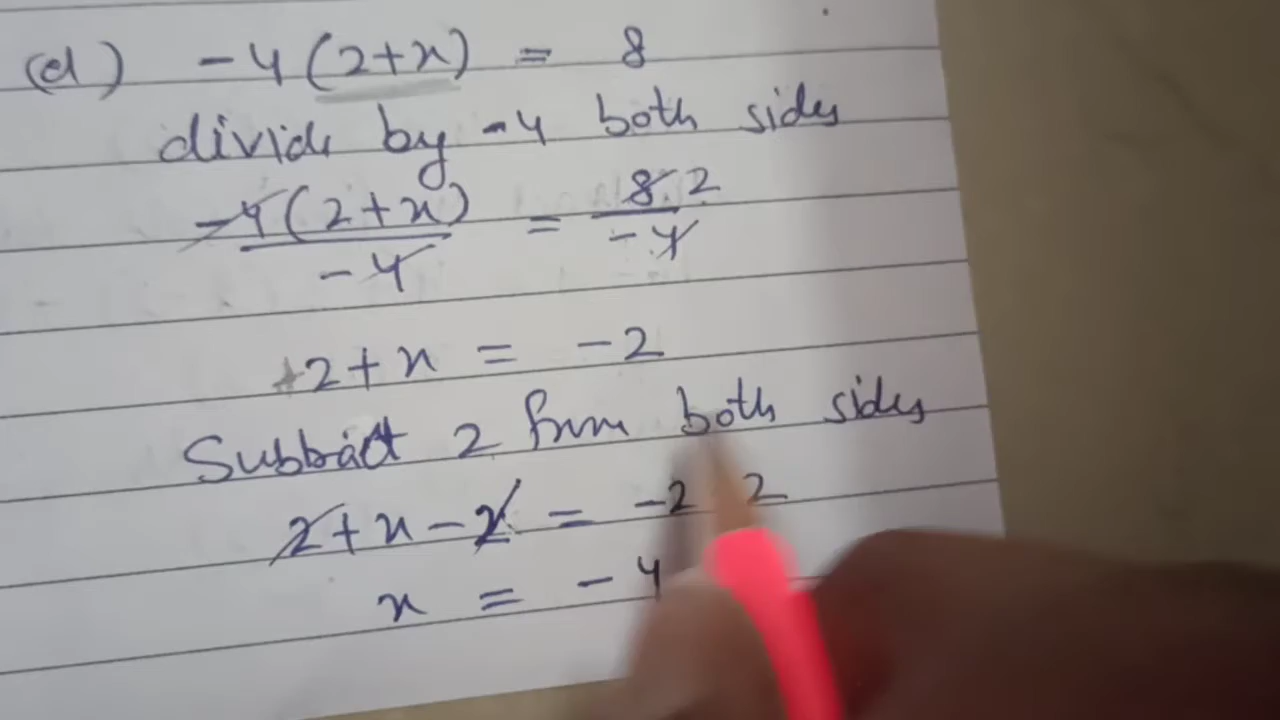 (d) -4(2+x) = 8
divide by -4 both sides
-4(2+x)/-4 = 8 2/-4
2+x = -2
Subtract 2 from both sides
2+x-2 = -2 2
x = -4